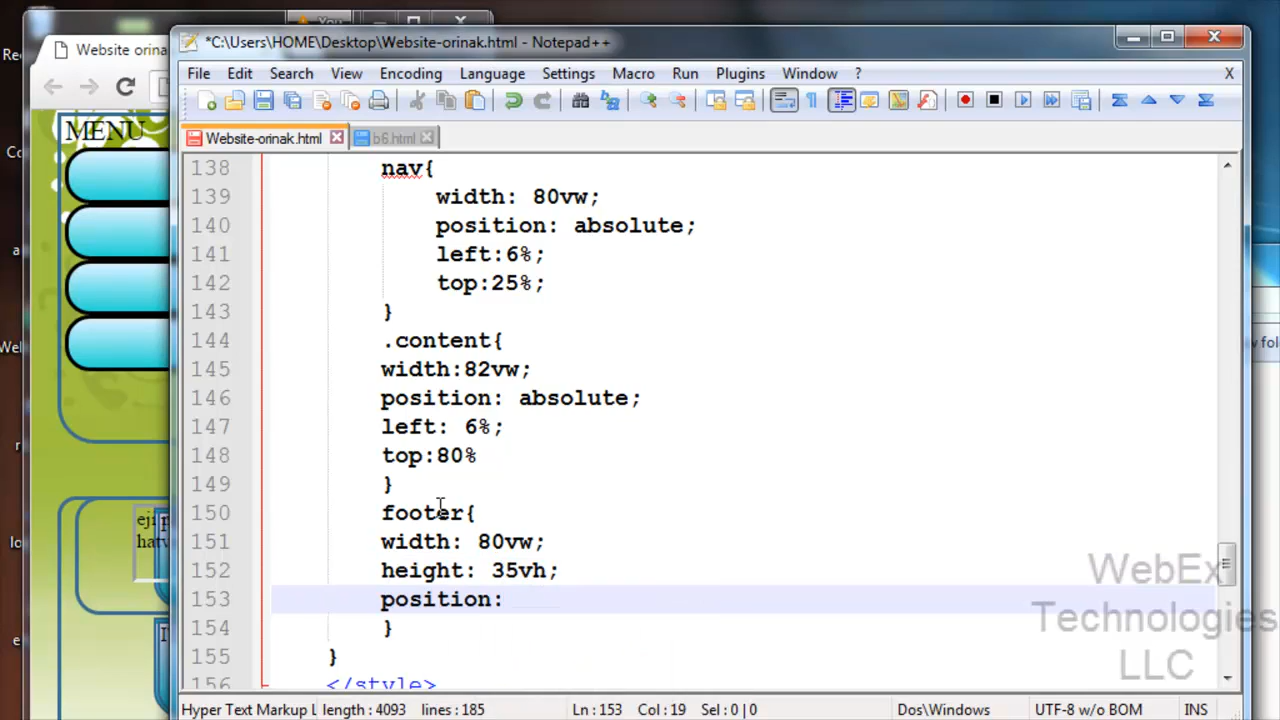 You
Website orina
*C:\Users\HOME\Desktop\Website-orinak.html - Notepad++
File Edit Search View Encoding Language Settings Macro Run Plugins Window ? X
Website-orinak.html b6.html
MENU
138 nav{
139 width: 80vw;
140 position: absolute;
141 left:6%;
142 top:25%;
143 }
144 .content{
145 width:82vw;
146 position: absolute;
147 left: 6%;
148 top:80%
149 }
150 footer{
151 width: 80vw;
152 height: 35vh;
153 position:
154 }
155 }
156 </style>
hatv
WebEx
Technologies
LLC
Hyper Text Markup L length : 4093 lines : 185 Ln : 153 Col : 19 Sel : 0 | 0 Dos\Windows UTF-8 w/o BOM INS